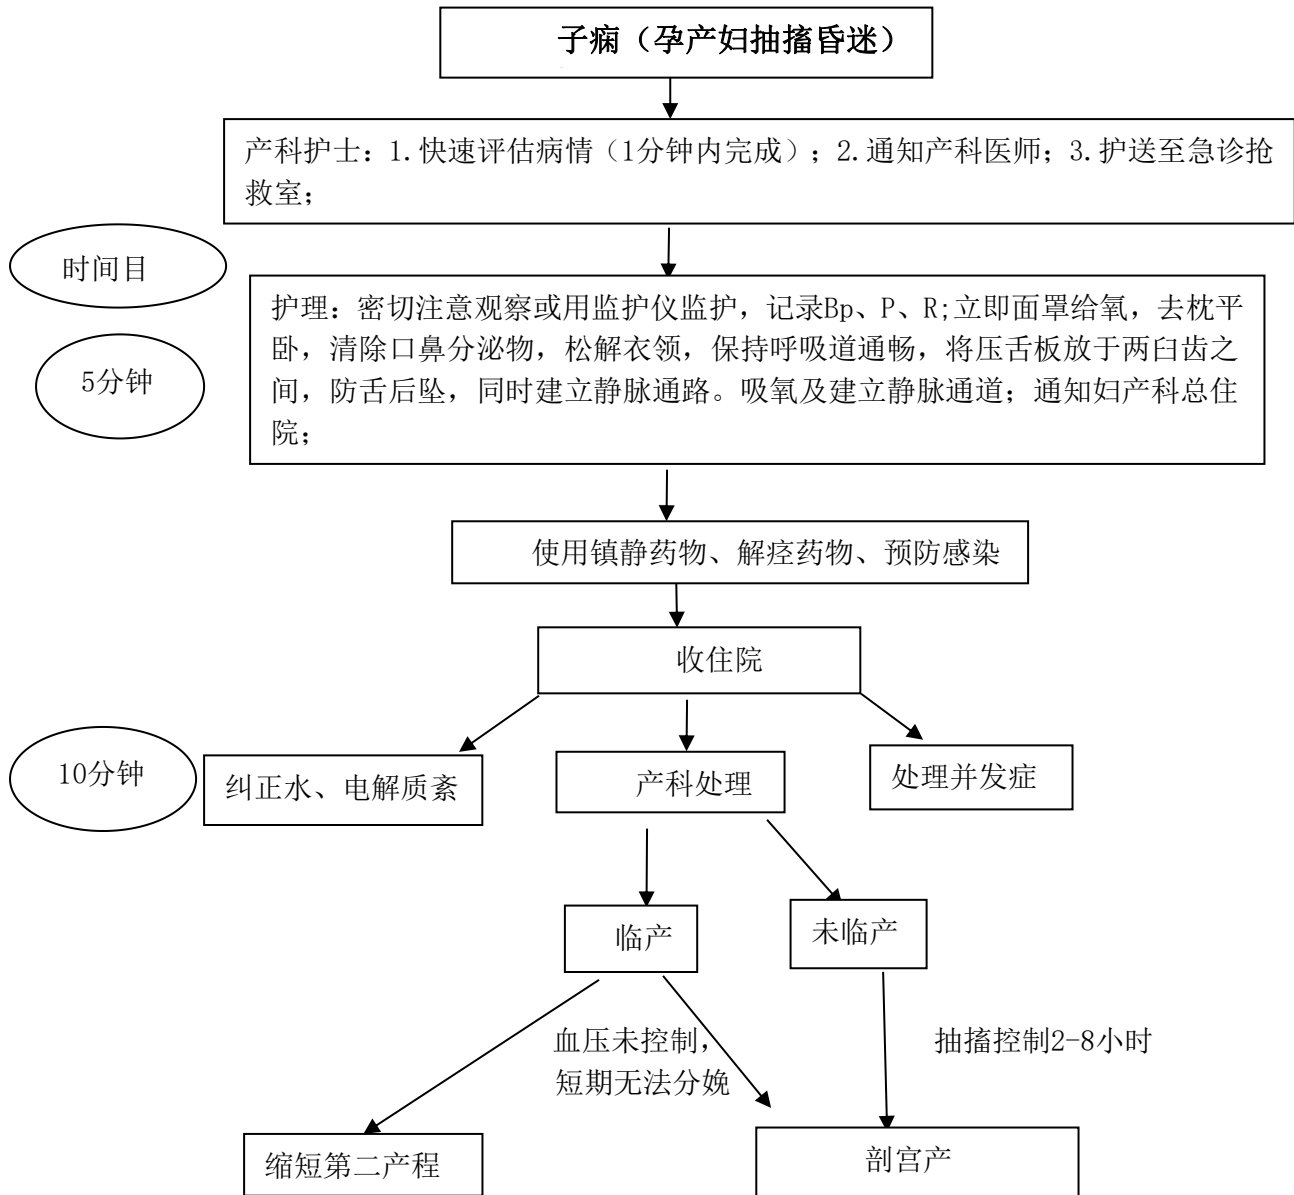 子痫（孕产妇抽搐昏迷）
产科护士：1.快速评估病情（1分钟内完成）；2.通知产科医师；3.护送至急诊抢
救室；
时间目
护理：密切注意观察或用监护仪监护，记录Bp、P、R;立即面罩给氧，去枕平
卧，清除口鼻分泌物，松解衣领，保持呼吸道通畅，将压舌板放于两臼齿之
间，防舌后坠，同时建立静脉通路。吸氧及建立静脉通道；通知妇产科总住
院；
5分钟
使用镇静药物、解痉药物、预防感染
收住院
10分钟
纠正水、电解质紊
产科处理
处理并发症
临产
未临产
血压未控制，
短期无法分娩
抽搐控制2-8小时
缩短第二产程
剖宫产